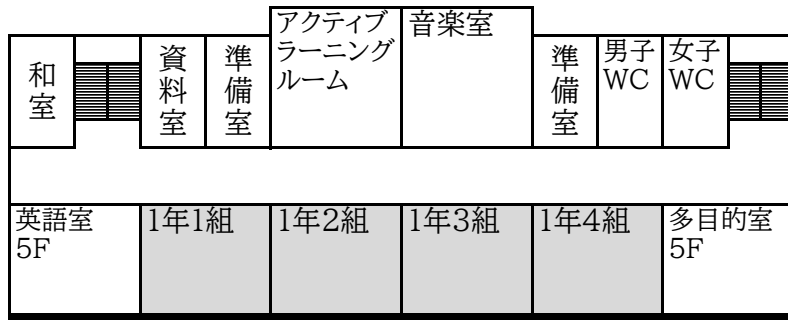 和室
資料室
準備室
アクティブ
ラーニング
ルーム
音楽室
準備室
男子
WC
女子
WC
英語室
5F
1年1組
1年2組
1年3組
1年4組
多目的室
5F